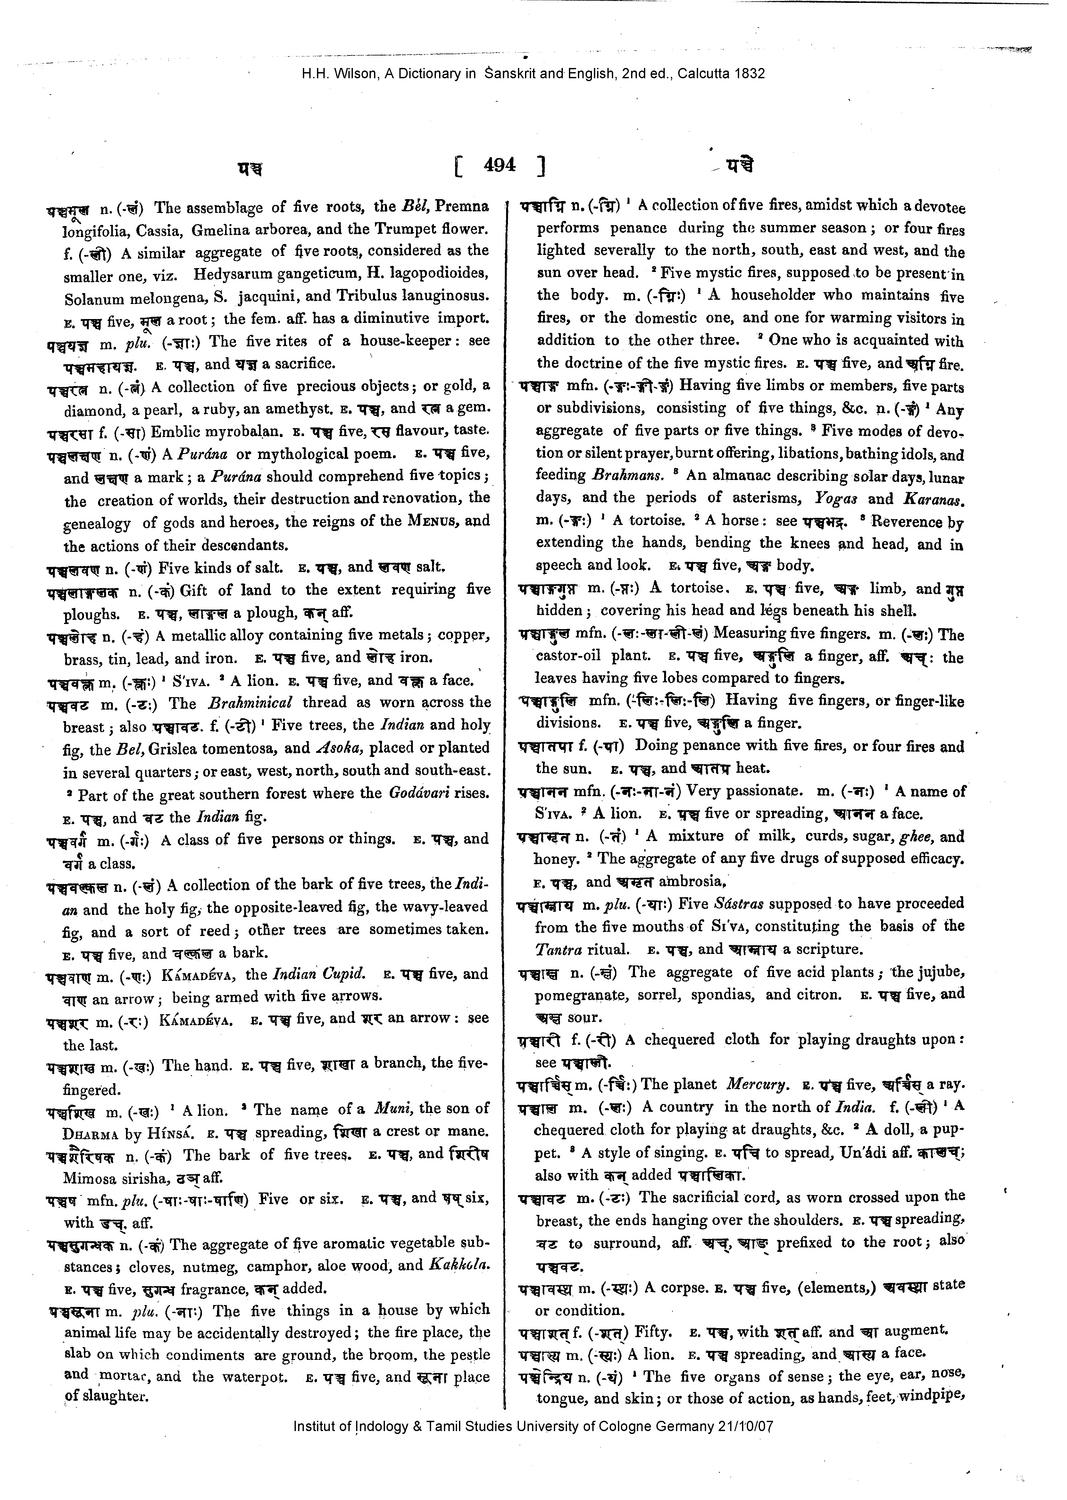 H.H. Wilson, A Dictionary in Sanskrit and English, 2nd ed., Calcutta 1832
पञ्च [ 494 ] पञ्चे
पञ्चमूल n. (-लं) The assemblage of five roots, the Bél, Premna
longifolia, Cassia, Gmelina arborea, and the Trumpet flower.
f. (-ली) A similar aggregate of five roots, considered as the
smaller one, viz. Hedysarum gangeticum, H. lagopodioides,
Solanum melongena, S. jacquini, and Tribulus lanuginosus.
E. पञ्च five, मूल a root; the fem. aff. has a diminutive import.
पञ्चयज्ञ m. plu. (-ज्ञाः) The five rites of a house-keeper: see
पञ्चमहायज्ञ. E. पञ्च, and यज्ञ a sacrifice.
पञ्चरत्न n. (-त्नं) A collection of five precious objects; or gold, a
diamond, a pearl, a ruby, an amethyst. E. पञ्च, and रत्न a gem.
पञ्चरसा f. (-सा) Emblic myrobalan. E. पञ्च five, रस flavour, taste.
पञ्चलक्षण n. (-णं) A Purána or mythological poem. E. पञ्च five,
and लक्षण a mark; a Purána should comprehend five topics;
the creation of worlds, their destruction and renovation, the
genealogy of gods and heroes, the reigns of the MENUS, and
the actions of their descendants.
पञ्चलवण n. (-णं) Five kinds of salt. E. पञ्च, and लवण salt.
पञ्चलाङ्गलक n. (-कं) Gift of land to the extent requiring five
ploughs. E. पञ्च, लाङ्गल a plough, कन् aff.
पञ्चलोह n. (-हं) A metallic alloy containing five metals; copper,
brass, tin, lead, and iron. E. पञ्च five, and लोह iron.
पञ्चवक्त्र m. (-क्त्रः) ¹ S'IVA. ² A lion. E. पञ्च five, and वक्त्र a face.
पञ्चवट m. (-टः) The Brahminical thread as worn across the
breast; also पञ्चावट. f. (-टी) ¹ Five trees, the Indian and holy
fig, the Bel, Grislea tomentosa, and Asoka, placed or planted
in several quarters; or east, west, north, south and south-east.
² Part of the great southern forest where the Godávari rises.
E. पञ्च, and वट the Indian fig.
पञ्चवर्ग m. (-र्गः) A class of five persons or things. E. पञ्च, and
वर्ग a class.
पञ्चवल्कल n. (-लं) A collection of the bark of five trees, the Indi-
an and the holy fig, the opposite-leaved fig, the wavy-leaved
fig, and a sort of reed; other trees are sometimes taken.
E. पञ्च five, and वल्कल a bark.
पञ्चवाण m. (-णः) KÁMADÉVA, the Indian Cupid. E. पञ्च five, and
वाण an arrow; being armed with five arrows.
पञ्चशर m. (-रः) KÁMADÉVA. E. पञ्च five, and शर an arrow: see
the last.
पञ्चशाख m. (-खः) The hand. E. पञ्च five, शाखा a branch, the five-
fingered.
पञ्चशिख m. (-खः) ¹ A lion. ² The name of a Muni, the son of
DHARMA by HÍNSÁ. E. पञ्च spreading, शिखा a crest or mane.
पञ्चशैरिषक n. (-कं) The bark of five trees. E. पञ्च, and शिरीष
Mimosa sirisha, ठञ् aff.
पञ्चष mfn. plu. (-षाः-षाः-षाणि) Five or six. E. पञ्च, and षष् six,
with डच्. aff.
पञ्चसुगन्धक n. (-कं) The aggregate of five aromatic vegetable sub-
stances; cloves, nutmeg, camphor, aloe wood, and Kakkola.
E. पञ्च five, सुगन्ध fragrance, कन् added.
पञ्चसूना m. plu. (-नाः) The five things in a house by which
animal life may be accidentally destroyed; the fire place, the
slab on which condiments are ground, the broom, the pestle
and mortar, and the waterpot. E. पञ्च five, and सूना place
of slaughter.
पञ्चाग्नि n. (-ग्नि) ¹ A collection of five fires, amidst which a devotee
performs penance during the summer season; or four fires
lighted severally to the north, south, east and west, and the
sun over head. ² Five mystic fires, supposed to be present in
the body. m. (-ग्निः) ¹ A householder who maintains five
fires, or the domestic one, and one for warming visitors in
addition to the other three. ² One who is acquainted with
the doctrine of the five mystic fires. E. पञ्च five, and अग्नि fire.
पञ्चाङ्ग mfn. (-ङ्गः-ङ्गी-ङ्गं) Having five limbs or members, five parts
or subdivisions, consisting of five things, &c. n. (-ङ्गं) ¹ Any
aggregate of five parts or five things. ² Five modes of devo-
tion or silent prayer, burnt offering, libations, bathing idols, and
feeding Brahmans. ³ An almanac describing solar days, lunar
days, and the periods of asterisms, Yogas and Karanas.
m. (-ङ्गः) ¹ A tortoise. ² A horse: see पञ्चभद्र. ³ Reverence by
extending the hands, bending the knees and head, and in
speech and look. E. पञ्च five, अङ्ग body.
पञ्चाङ्गगुप्त m. (-प्तः) A tortoise. E. पञ्च five, अङ्ग limb, and गुप्त
hidden; covering his head and legs beneath his shell.
पञ्चाङ्गुल mfn. (-लः-ला-ली-लं) Measuring five fingers. m. (-लः) The
castor-oil plant. E. पञ्च five, अङ्गुलि a finger, aff. अच्: the
leaves having five lobes compared to fingers.
पञ्चाङ्गुलि mfn. (-लिः-लिः-लि) Having five fingers, or finger-like
divisions. E. पञ्च five, अङ्गुलि a finger.
पञ्चातपा f. (-पा) Doing penance with five fires, or four fires and
the sun. E. पञ्च, and आतप heat.
पञ्चानन mfn. (-नः-ना-नं) Very passionate. m. (-नः) ¹ A name of
S'IVA. ² A lion. E. पञ्च five or spreading, आनन a face.
पञ्चामृत n. (-तं) ¹ A mixture of milk, curds, sugar, ghee, and
honey. ² The aggregate of any five drugs of supposed efficacy.
E. पञ्च, and अमृत ambrosia,
पञ्चाम्नाय m. plu. (-याः) Five Sástras supposed to have proceeded
from the five mouths of SI'VA, constituting the basis of the
Tantra ritual. E. पञ्च, and आम्नाय a scripture.
पञ्चाम्ल n. (-म्लं) The aggregate of five acid plants; the jujube,
pomegranate, sorrel, spondias, and citron. E. पञ्च five, and
अम्ल sour.
पञ्चारी f. (-री) A chequered cloth for playing draughts upon:
see पञ्चाली.
पञ्चार्चिस् m. (-र्चिः) The planet Mercury. E. पञ्च five, अर्चिस् a ray.
पञ्चाल m. (-लः) A country in the north of India. f. (-ली) ¹ A
chequered cloth for playing at draughts, &c. ² A doll, a pup-
pet. ³ A style of singing. E. पचि to spread, Un'ádi aff. कालच्;
also with कन् added पञ्चालिका.
पञ्चावट m. (-टः) The sacrificial cord, as worn crossed upon the
breast, the ends hanging over the shoulders. E. पञ्च spreading,
वट to surround, aff. अच्, आङ् prefixed to the root; also
पञ्चवट.
पञ्चावस्थ m. (-स्थः) A corpse. E. पञ्च five, (elements,) अवस्था state
or condition.
पञ्चाशत् f. (-शत्) Fifty. E. पञ्च, with शत् aff. and आ augment.
पञ्चास्य m. (-स्यः) A lion. E. पञ्च spreading, and आस्य a face.
पञ्चेन्द्रिय n. (-यं) ¹ The five organs of sense; the eye, ear, nose,
tongue, and skin; or those of action, as hands, feet, windpipe,
Institut of Indology & Tamil Studies University of Cologne Germany 21/10/07